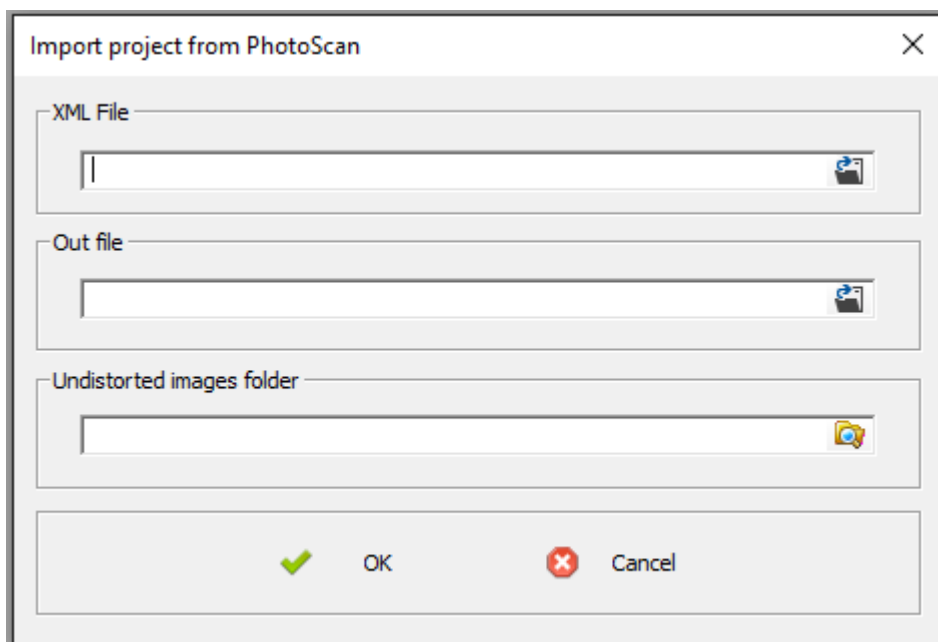 Import project from PhotoScan
XML File
Out file
Undistorted images folder
OK
Cancel